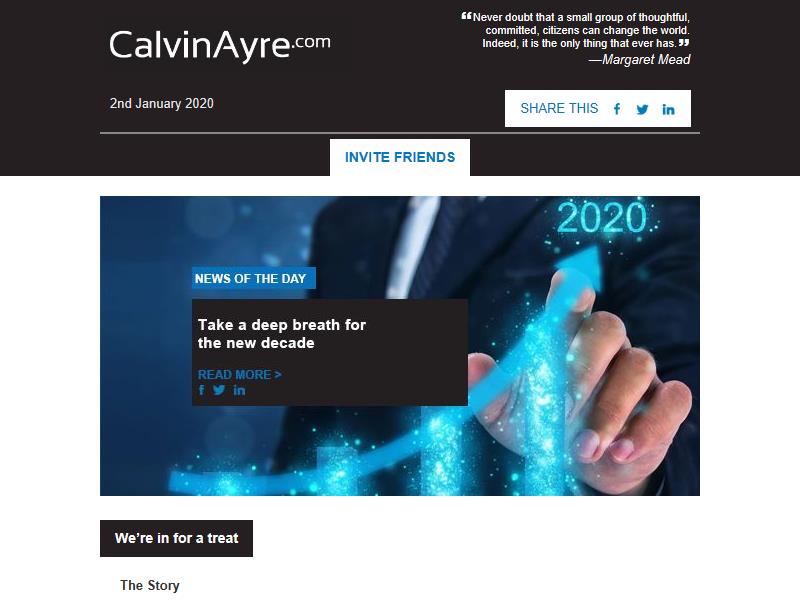 CalvinAyre.com
❝Never doubt that a small group of thoughtful,
committed, citizens can change the world.
Indeed, it is the only thing that ever has.❞
—Margaret Mead
2nd January 2020
SHARE THIS
INVITE FRIENDS
2020
NEWS OF THE DAY
Take a deep breath for
the new decade
READ MORE >
We’re in for a treat
The Story